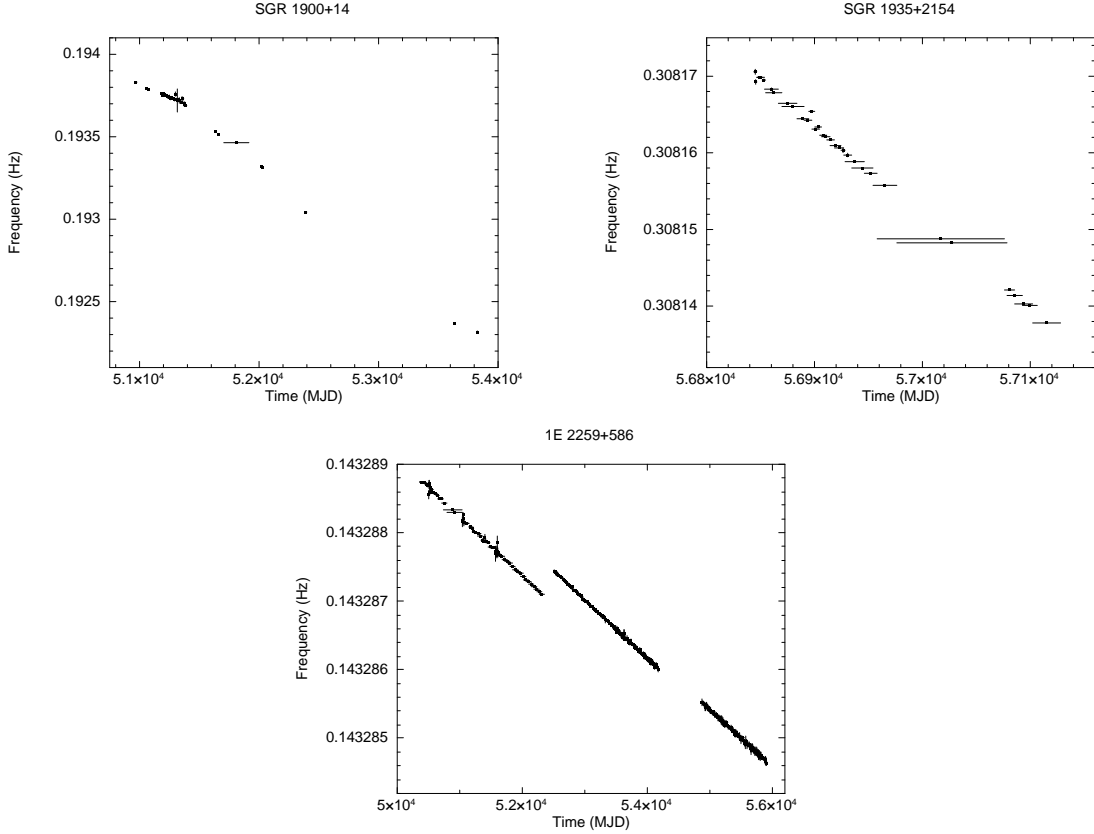 SGR 1900+14
0.194
0.1935
0.193
0.1925
Frequency (Hz)
5.1×10⁴ 5.2×10⁴ 5.3×10⁴ 5.4×10⁴
Time (MJD)
SGR 1935+2154
0.30817
0.30816
0.30815
0.30814
Frequency (Hz)
5.68×10⁴ 5.69×10⁴ 5.7×10⁴ 5.71×10⁴
Time (MJD)
1E 2259+586
0.143289
0.143288
0.143287
0.143286
0.143285
Frequency (Hz)
5×10⁴ 5.2×10⁴ 5.4×10⁴ 5.6×10⁴
Time (MJD)